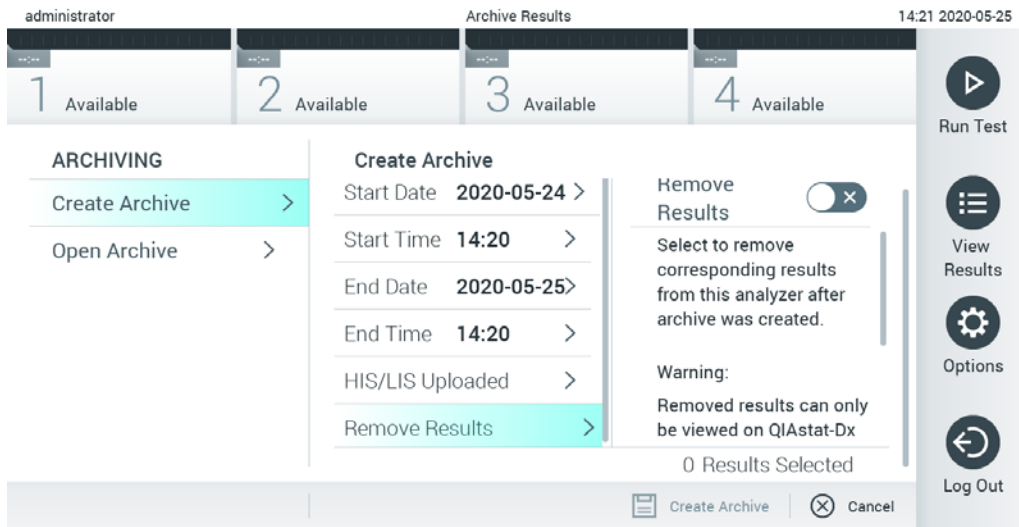 administrator
Archive Results
14:21 2020-05-25
--:--
1 Available
--:--
2 Available
--:--
3 Available
--:--
4 Available
Run Test
View
Results
Options
Log Out
ARCHIVING
Create Archive
Open Archive
Create Archive
Start Date 2020-05-24
Start Time 14:20
End Date 2020-05-25
End Time 14:20
HIS/LIS Uploaded
Remove Results
Remove
Results
Select to remove
corresponding results
from this analyzer after
archive was created.
Warning:
Removed results can only
be viewed on QIAstat-Dx
0 Results Selected
Create Archive
Cancel